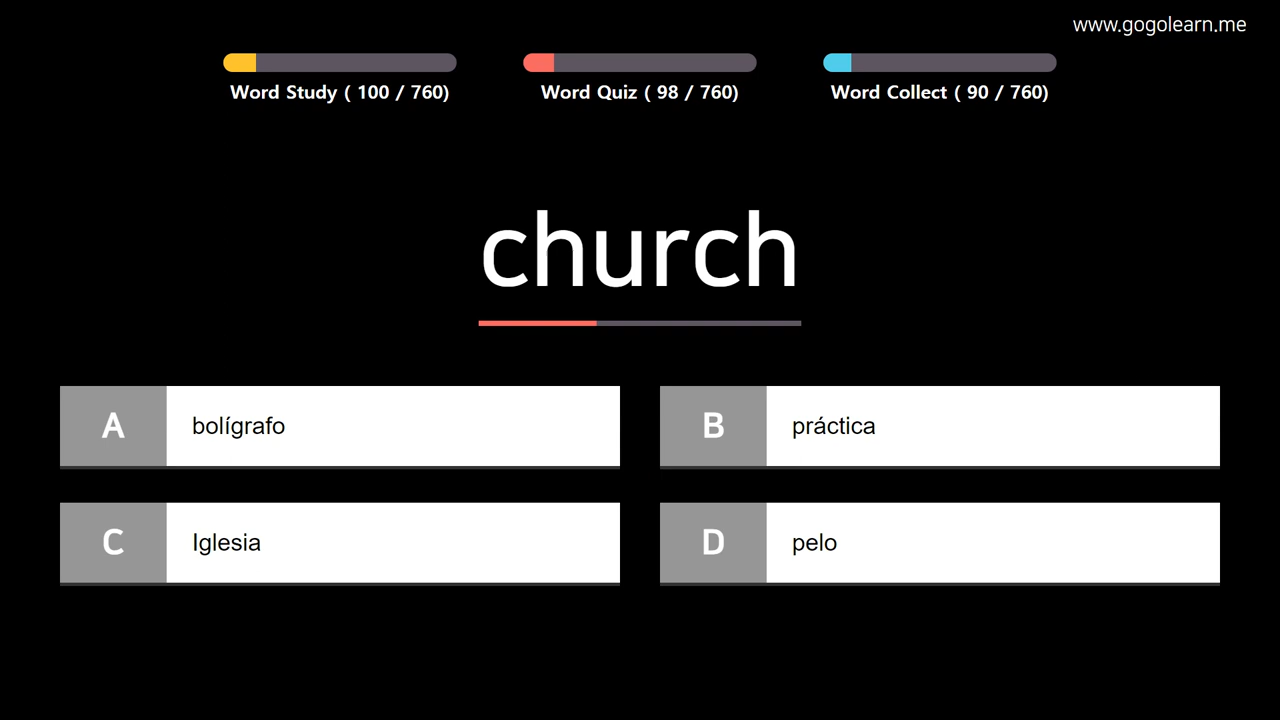 www.gogolearn.me
Word Study ( 100 / 760)
Word Quiz ( 98 / 760)
Word Collect ( 90 / 760)
church
A bolígrafo
B práctica
C Iglesia
D pelo